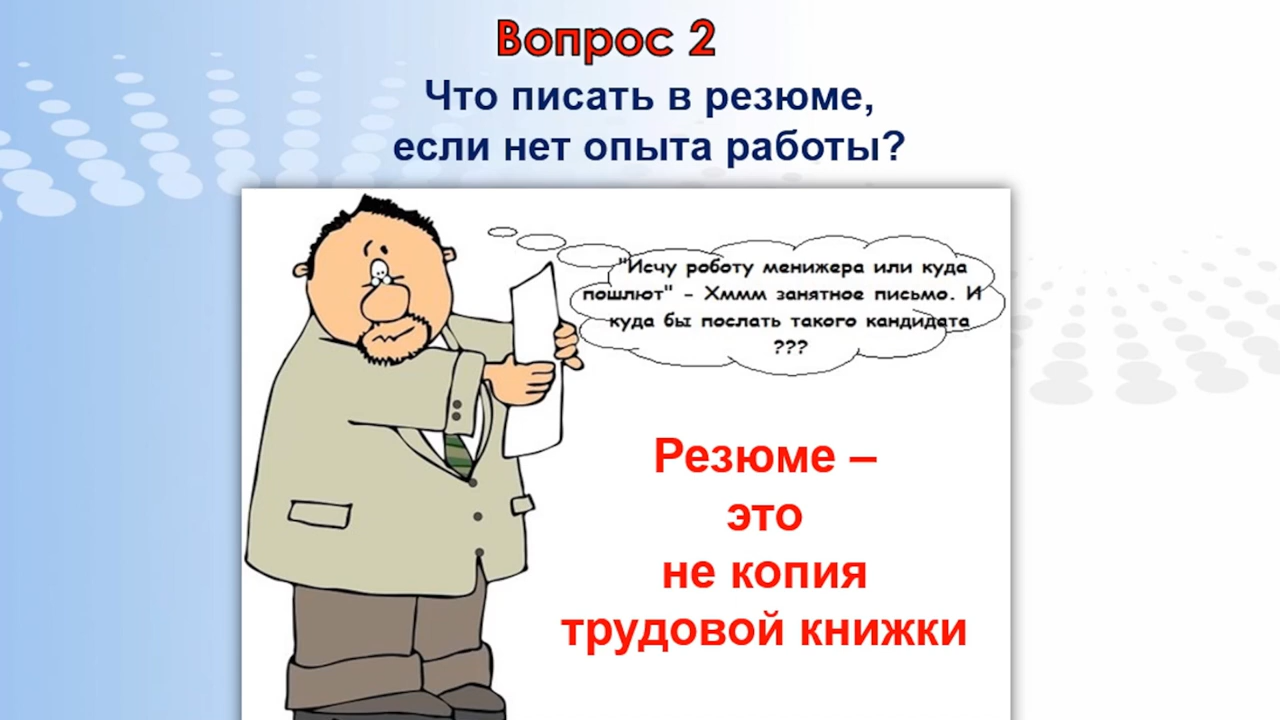 Вопрос 2
Что писать в резюме,
если нет опыта работы?
"Исчу роботу менижера или куда
пошлют" - Хммм занятное письмо. И
куда бы послать такого кандидата
???
Резюме –
это
не копия
трудовой книжки